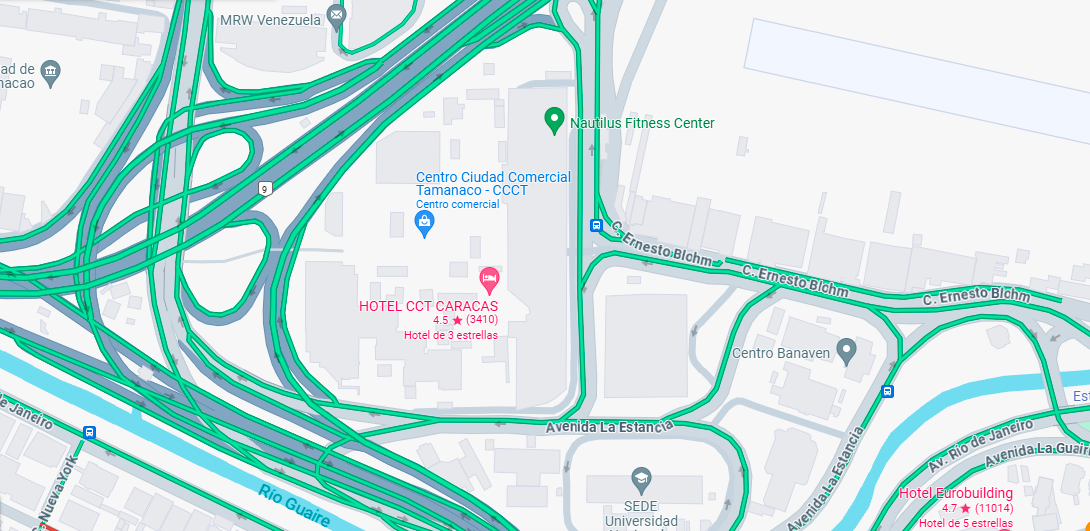 MRW Venezuela
ad de
nacao
Nautilus Fitness Center
Centro Ciudad Comercial
Tamanaco - CCCT
Centro comercial
9
C. Ernesto Blohm
C. Ernesto Blohm
C. Ernesto Blohm
HOTEL CCT CARACAS
4.5 ★ (3410)
Hotel de 3 estrellas
Centro Banaven
Est
de Janeiro
Avenida La Estancia
Avenida La Estancia
Av. Río de Janeiro
Avenida La Guair
Nueva York
Río Guaire
SEDE
Universidad
Hotel Eurobuilding
4.7 ★ (11014)
Hotel de 5 estrellas